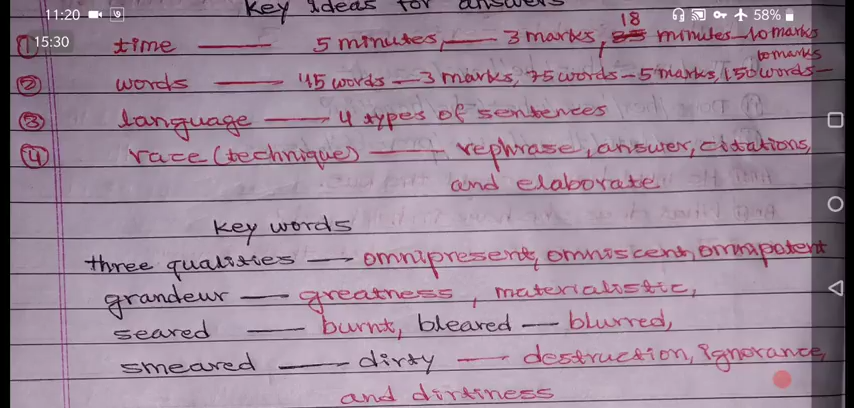 11:20
58%
15:30
Key Ideas for answers
① time —— 5 minutes, — 3 marks, 18 minutes - 10 marks
② words —— 45 words - 3 marks, 75 words - 5 marks, 150 words - 10 marks
③ language —— 4 types of sentences
④ race (technique) —— rephrase, answer, citations,
and elaborate
key words
three qualities — omnipresent, omniscent, omnipotent
grandeur — greatness, materialistic,
seared —— burnt, bleared — blurred,
smeared —— dirty — destruction, ignorance,
and dirtiness